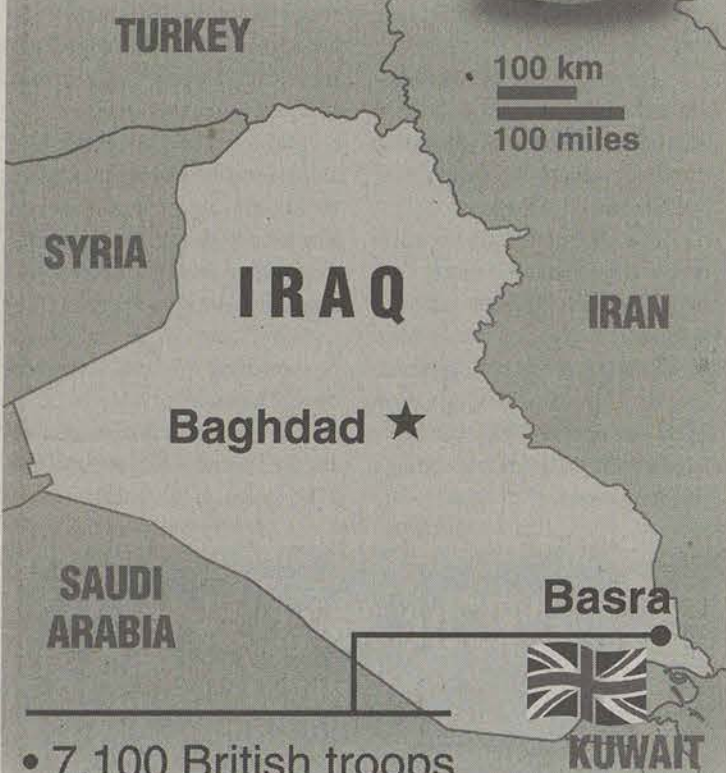 TURKEY
100 km
100 miles
SYRIA
IRAQ
IRAN
Baghdad
SAUDI
ARABIA
Basra
KUWAIT
• 7,100 British troops